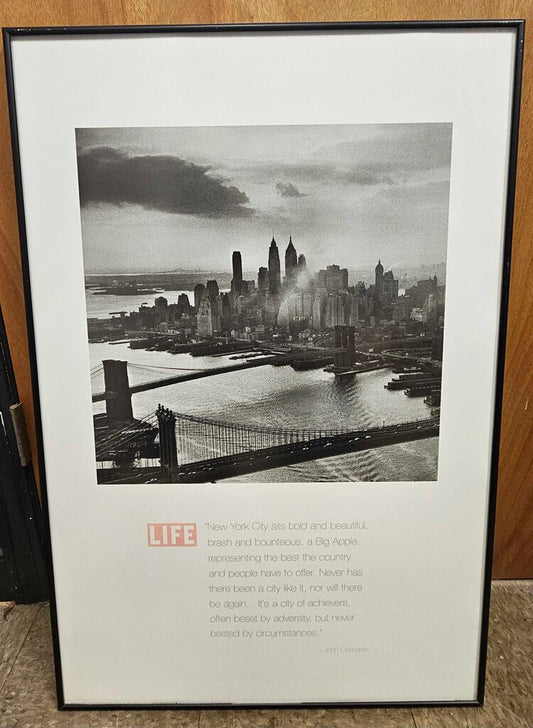 LIFE
"New York City sits bold and beautiful,
brash and bounteous, a Big Apple,
representing the best the country
and people have to offer. Never has
there been a city like it, nor will there
be again...It's a city of achievers,
often beset by adversity, but never
bested by circumstances."
– John Clemente